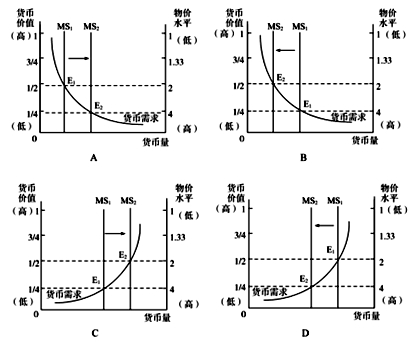 货币 价值 物价 水平
(高) 1 MS₁ MS₂ 1 (低)
3/4 1.33
1/2 E₁ 2
1/4 E₂ 4
(低) 货币需求 (高)
0 货币量
A
货币 价值 物价 水平
(高) 1 MS₂ MS₁ 1 (低)
3/4 1.33
1/2 E₂ 2
1/4 E₁ 4
(低) 货币需求 (高)
0 货币量
B
货币 价值 物价 水平
(高) 1 MS₁ MS₂ 1 (低)
3/4 1.33
1/2 E₂ 2
1/4 E₁ 4
(低) 货币需求 (高)
0 货币量
C
货币 价值 物价 水平
(高) 1 MS₂ MS₁ 1 (低)
3/4 1.33
1/2 E₁ 2
1/4 E₂ 4
(低) 货币需求 (高)
0 货币量
D